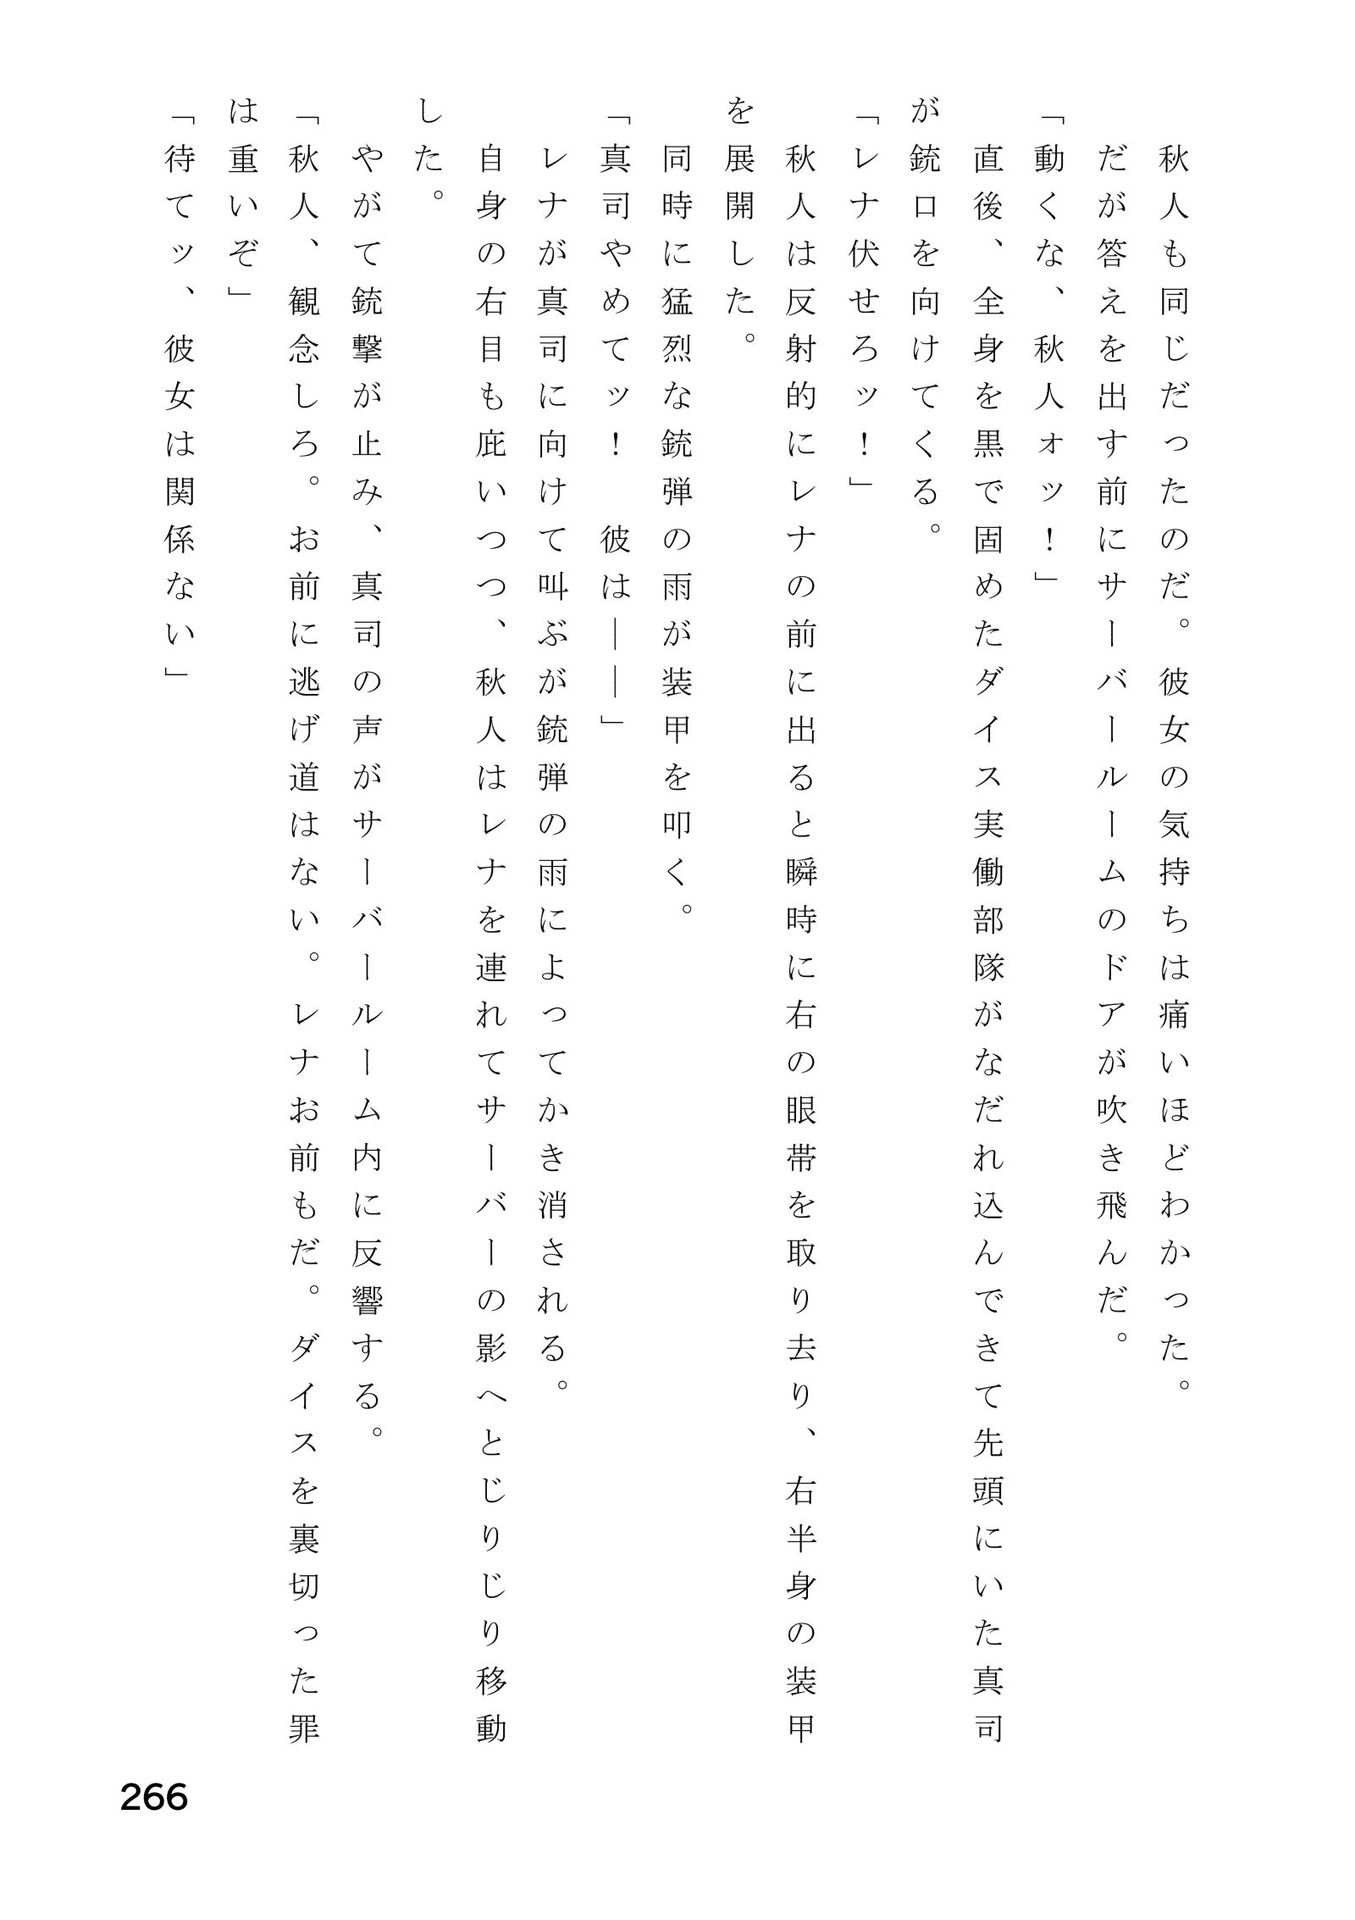 秋人も同じだったのだ。彼女の気持ちは痛いほどわかった。
　だが答えを出す前にサーバールームのドアが吹き飛んだ。
「動くな、秋人ォッ！」
　直後、全身を黒で固めたダイス実働部隊がなだれ込んできて先頭にいた真司
が銃口を向けてくる。
「レナ伏せろッ！」
　秋人は反射的にレナの前に出ると瞬時に右の眼帯を取り去り、右半身の装甲
を展開した。
　同時に猛烈な銃弾の雨が装甲を叩く。
「真司やめてッ！　彼は――」
　レナが真司に向けて叫ぶが銃弾の雨によってかき消される。
　自身の右目も庇いつつ、秋人はレナを連れてサーバーの影へとじりじり移動
した。
　やがて銃撃が止み、真司の声がサーバールーム内に反響する。
「秋人、観念しろ。お前に逃げ道はない。レナお前もだ。ダイスを裏切った罪
は重いぞ」
「待てッ、彼女は関係ない」
266